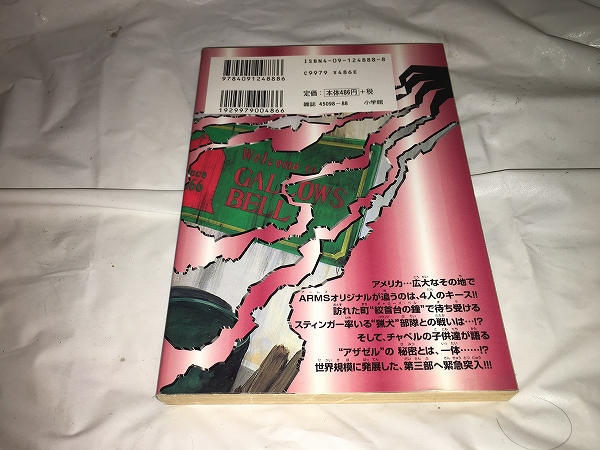 ISBN4-09-124888-8
C9979 ¥486E
定価：本体486円＋税
雑誌 45098-88 小学館
9784091248886
1929979004866
Welcome
GALLOWS
BELL
アメリカ…広大なその地で
ARMSオリジナルが追うのは、4人のキース!!
訪れた町“絞首台の鐘”で待ち受ける
スティンガー率いる“猟犬”部隊との戦いは…!?
そして、チャペルの子供達が語る
“アザゼル”の 秘密とは、一体……!?
世界規模に発展した、第三部へ緊急突入!!!